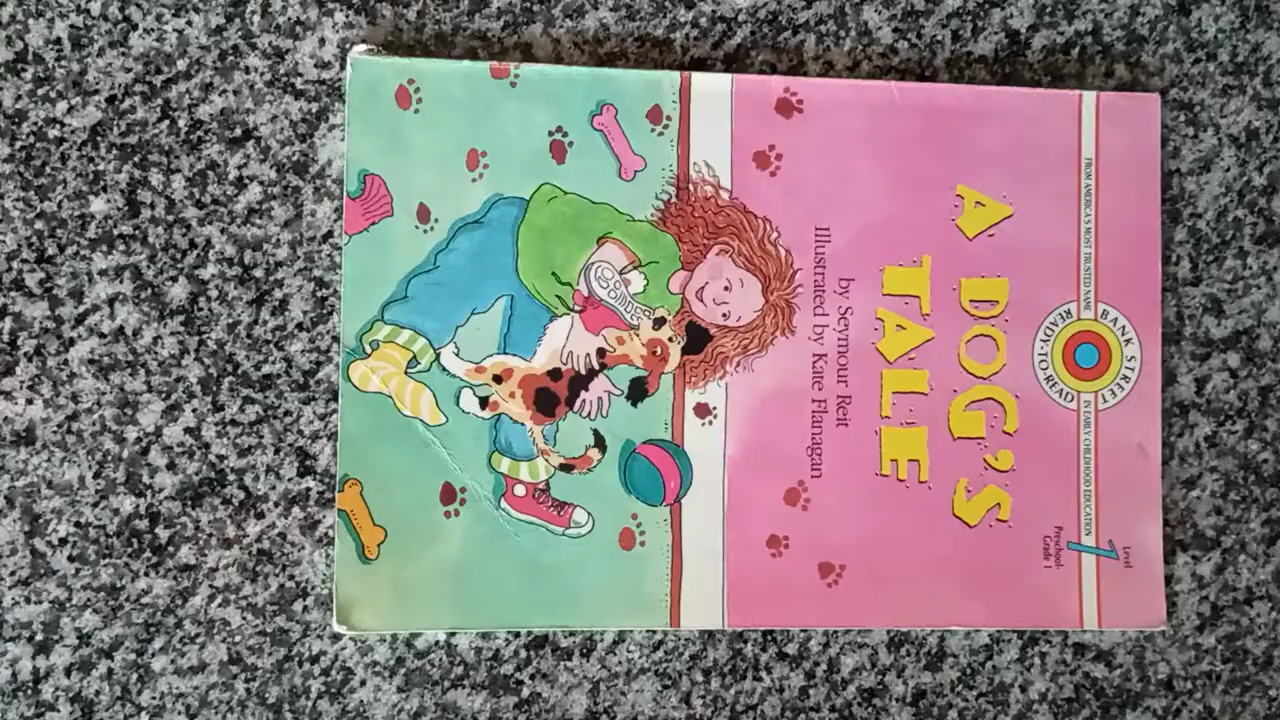 FROM AMERICA'S MOST TRUSTED NAME
BANK STREET
READY-TO-READ
IN EARLY CHILDHOOD EDUCATION
Level
1
Preschool-
Grade 1
A DOG'S
TALE
by Seymour Reit
Illustrated by Kate Flanagan